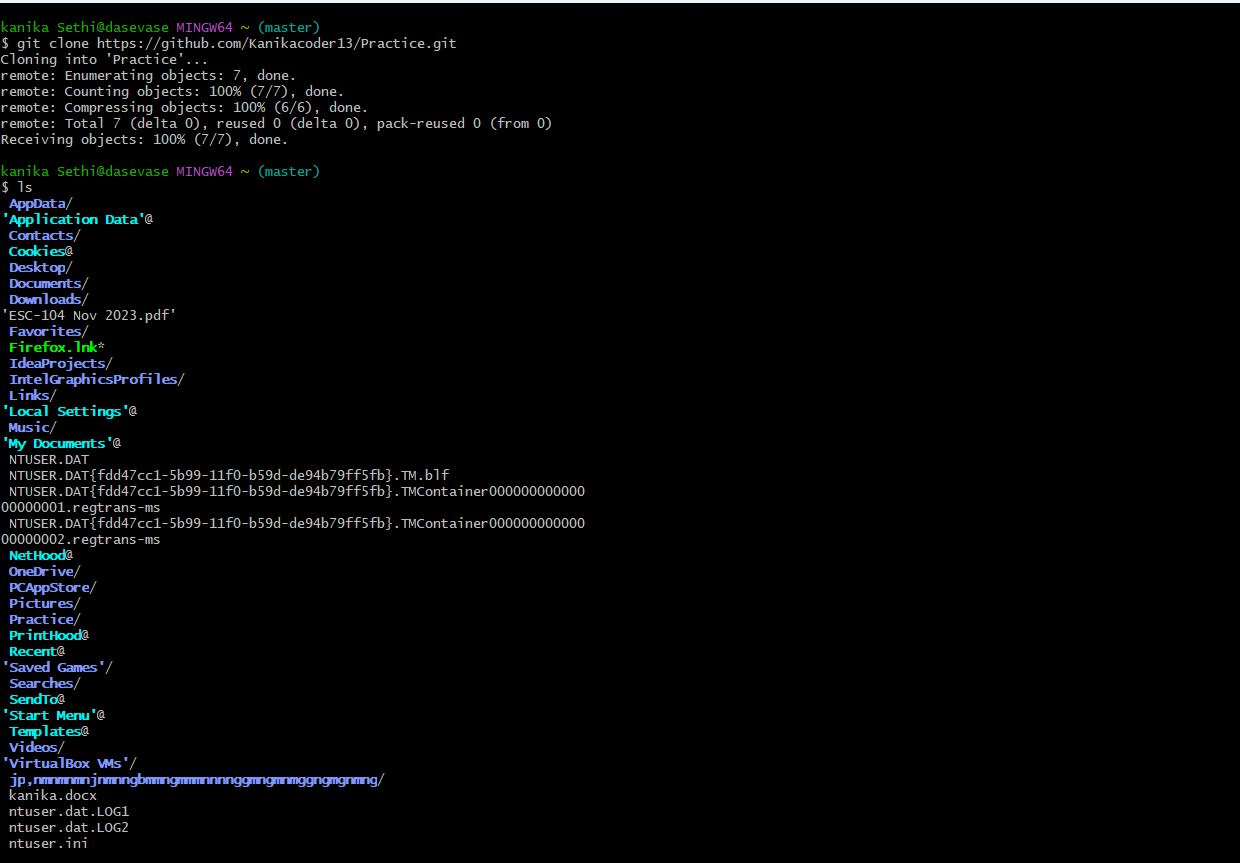 kanika Sethi@dasevase MINGW64 ~ (master)
$ git clone https://github.com/Kanikacoder13/Practice.git
Cloning into 'Practice'...
remote: Enumerating objects: 7, done.
remote: Counting objects: 100% (7/7), done.
remote: Compressing objects: 100% (6/6), done.
remote: Total 7 (delta 0), reused 0 (delta 0), pack-reused 0 (from 0)
Receiving objects: 100% (7/7), done.
kanika Sethi@dasevase MINGW64 ~ (master)
$ ls
AppData/
'Application Data'@
Contacts/
Cookies@
Desktop/
Documents/
Downloads/
'ESC-104 Nov 2023.pdf'
Favorites/
Firefox.lnk*
IdeaProjects/
IntelGraphicsProfiles/
Links/
'Local Settings'@
Music/
'My Documents'@
NTUSER.DAT
NTUSER.DAT{fdd47cc1-5b99-11f0-b59d-de94b79ff5fb}.TM.blf
NTUSER.DAT{fdd47cc1-5b99-11f0-b59d-de94b79ff5fb}.TMContainer000000000000
00000001.regtrans-ms
NTUSER.DAT{fdd47cc1-5b99-11f0-b59d-de94b79ff5fb}.TMContainer000000000000
00000002.regtrans-ms
NetHood@
OneDrive/
PCAppStore/
Pictures/
Practice/
PrintHood@
Recent@
'Saved Games'/
Searches/
SendTo@
'Start Menu'@
Templates@
Videos/
'VirtualBox VMs'/
kanika.docx
ntuser.dat.LOG1
ntuser.dat.LOG2
ntuser.ini